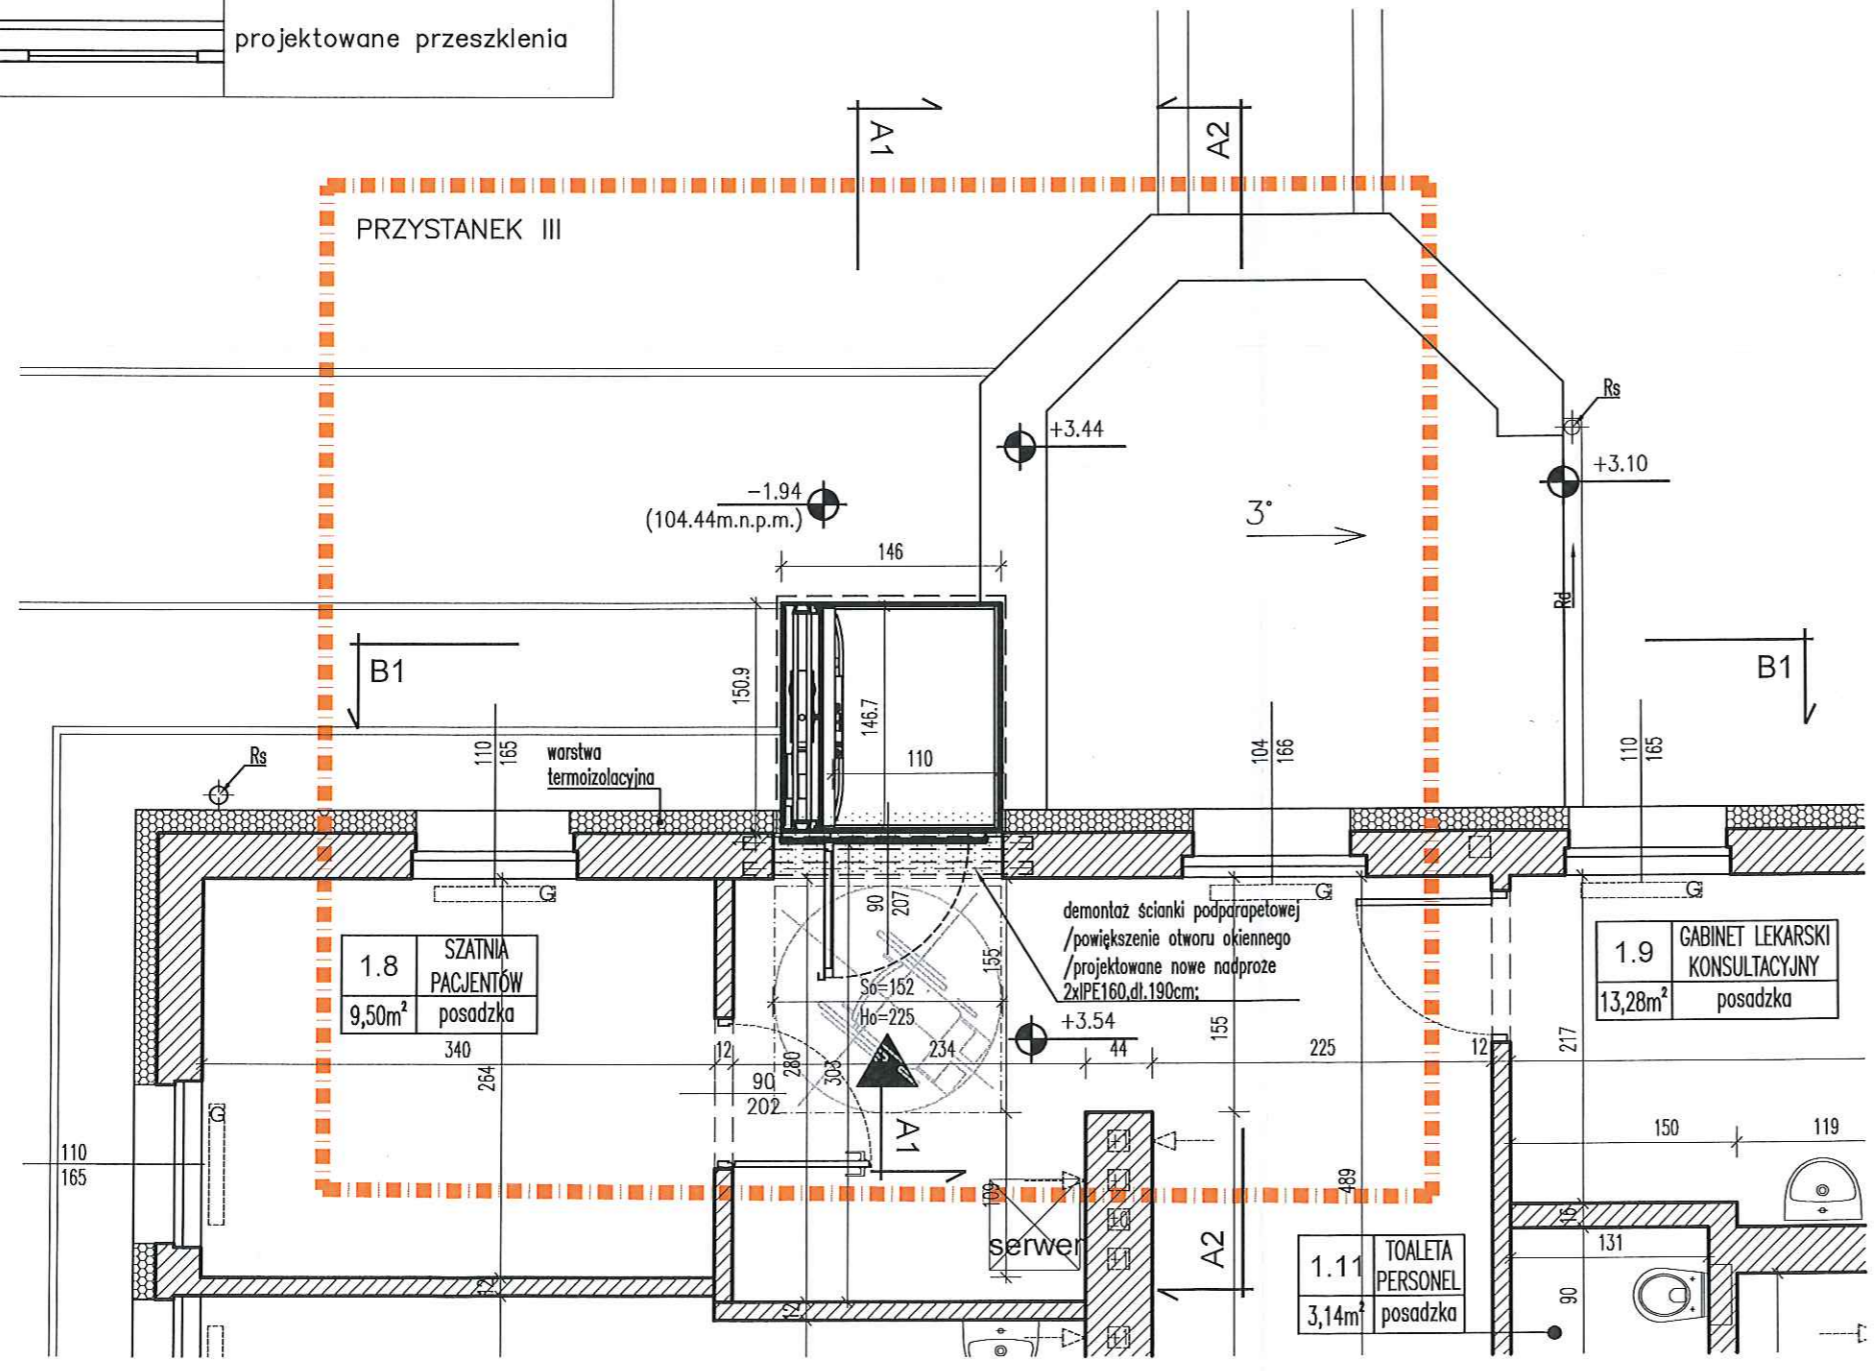 projektowane przeszklenia
A1
A2
PRZYSTANEK III
Rs
+3.44
+3.10
-1.94
(104.44m.n.p.m.)
3°
146
Rd
B1
B1
150.9
146.7
110
110
165
104
166
110
165
Rs
warstwa
termoizolacyjna
G
G
G
90
207
demontaż ścianki podparapetowej
/powiększenie otworu okiennego
/projektowane nowe nadproże
2xIPE160,dł.190cm;
1.8
SZATNIA
PACJENTÓW
9,50m²
posadzka
1.9
GABINET LEKARSKI
KONSULTACYJNY
13,28m²
posadzka
155
So=152
Ho=225
+3.54
155
340
264
12
280
303
234
44
225
12
217
90
202
G
A1
110
165
150
119
109
489
serwer
A2
16
131
1.11
TOALETA
PERSONEL
3,14m²
posadzka
90
12
12